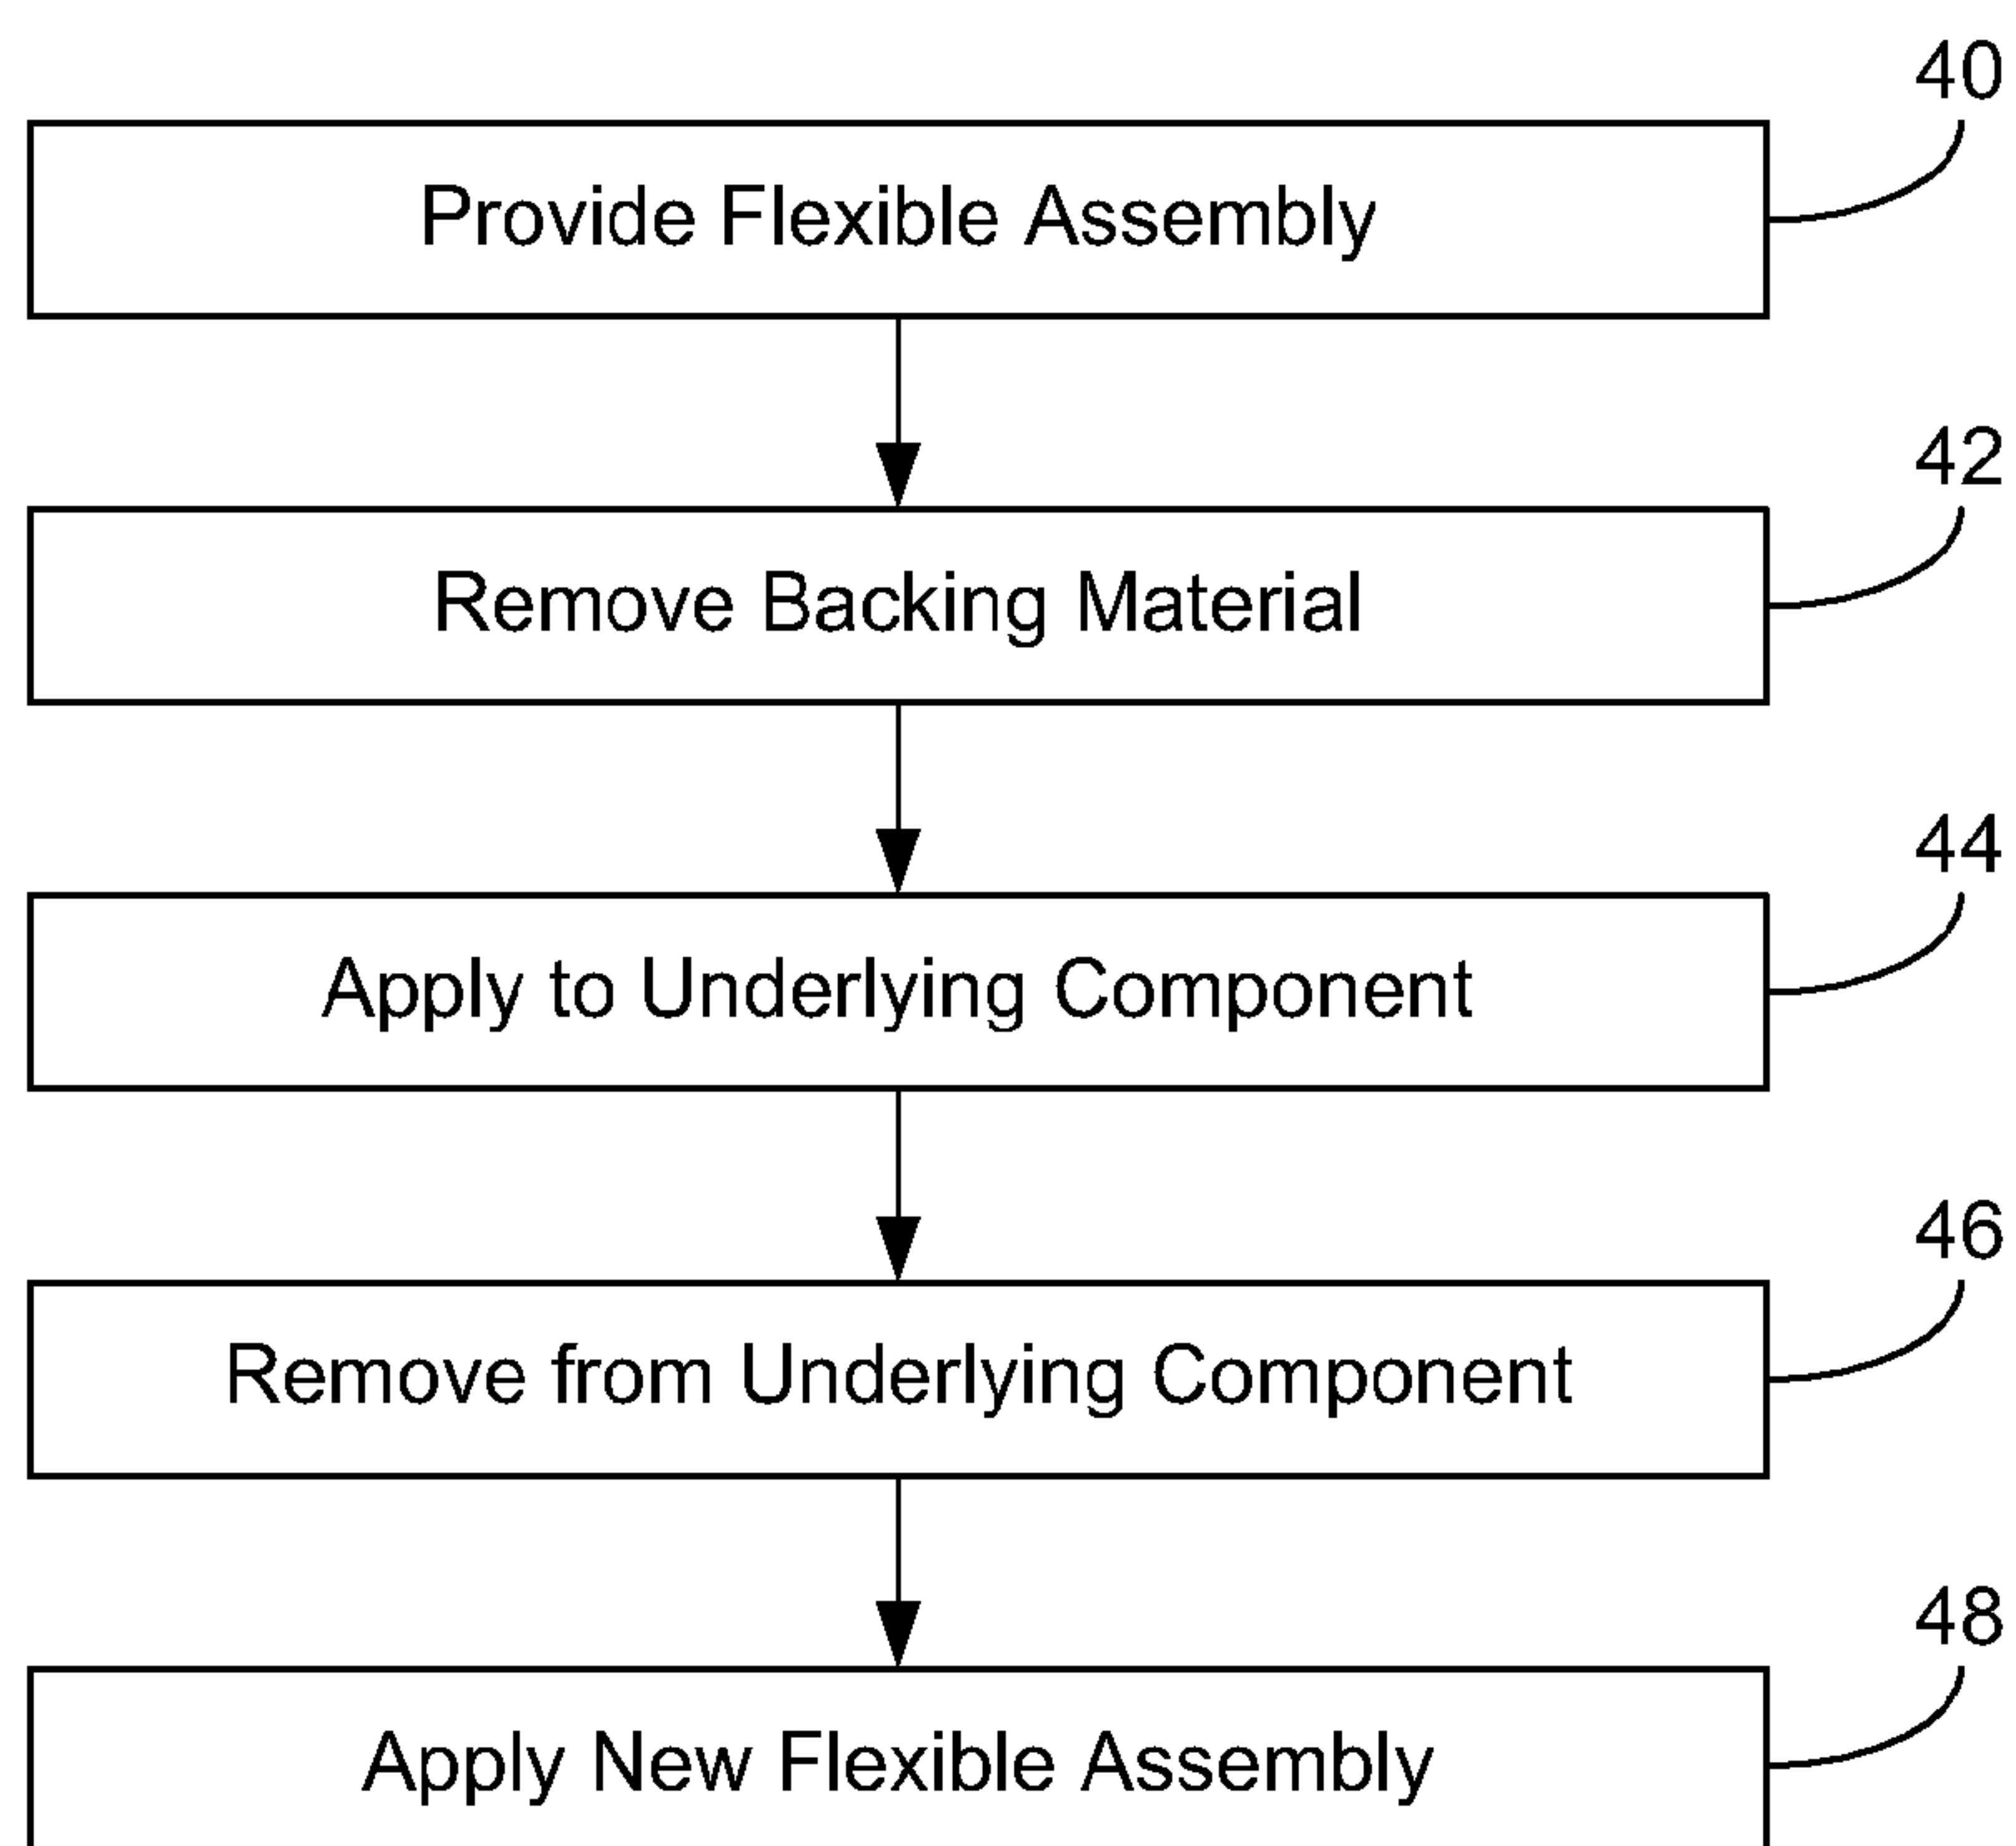 40
Provide Flexible Assembly
42
Remove Backing Material
44
Apply to Underlying Component
46
Remove from Underlying Component
48
Apply New Flexible Assembly